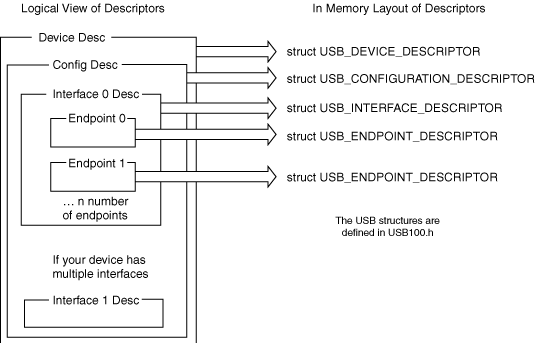 Logical View of Descriptors
In Memory Layout of Descriptors
Device Desc
struct USB_DEVICE_DESCRIPTOR
Config Desc
struct USB_CONFIGURATION_DESCRIPTOR
Interface 0 Desc
struct USB_INTERFACE_DESCRIPTOR
Endpoint 0
struct USB_ENDPOINT_DESCRIPTOR
Endpoint 1
struct USB_ENDPOINT_DESCRIPTOR
… n number
of endpoints
The USB structures are
defined in USB100.h
If your device has
multiple interfaces
Interface 1 Desc